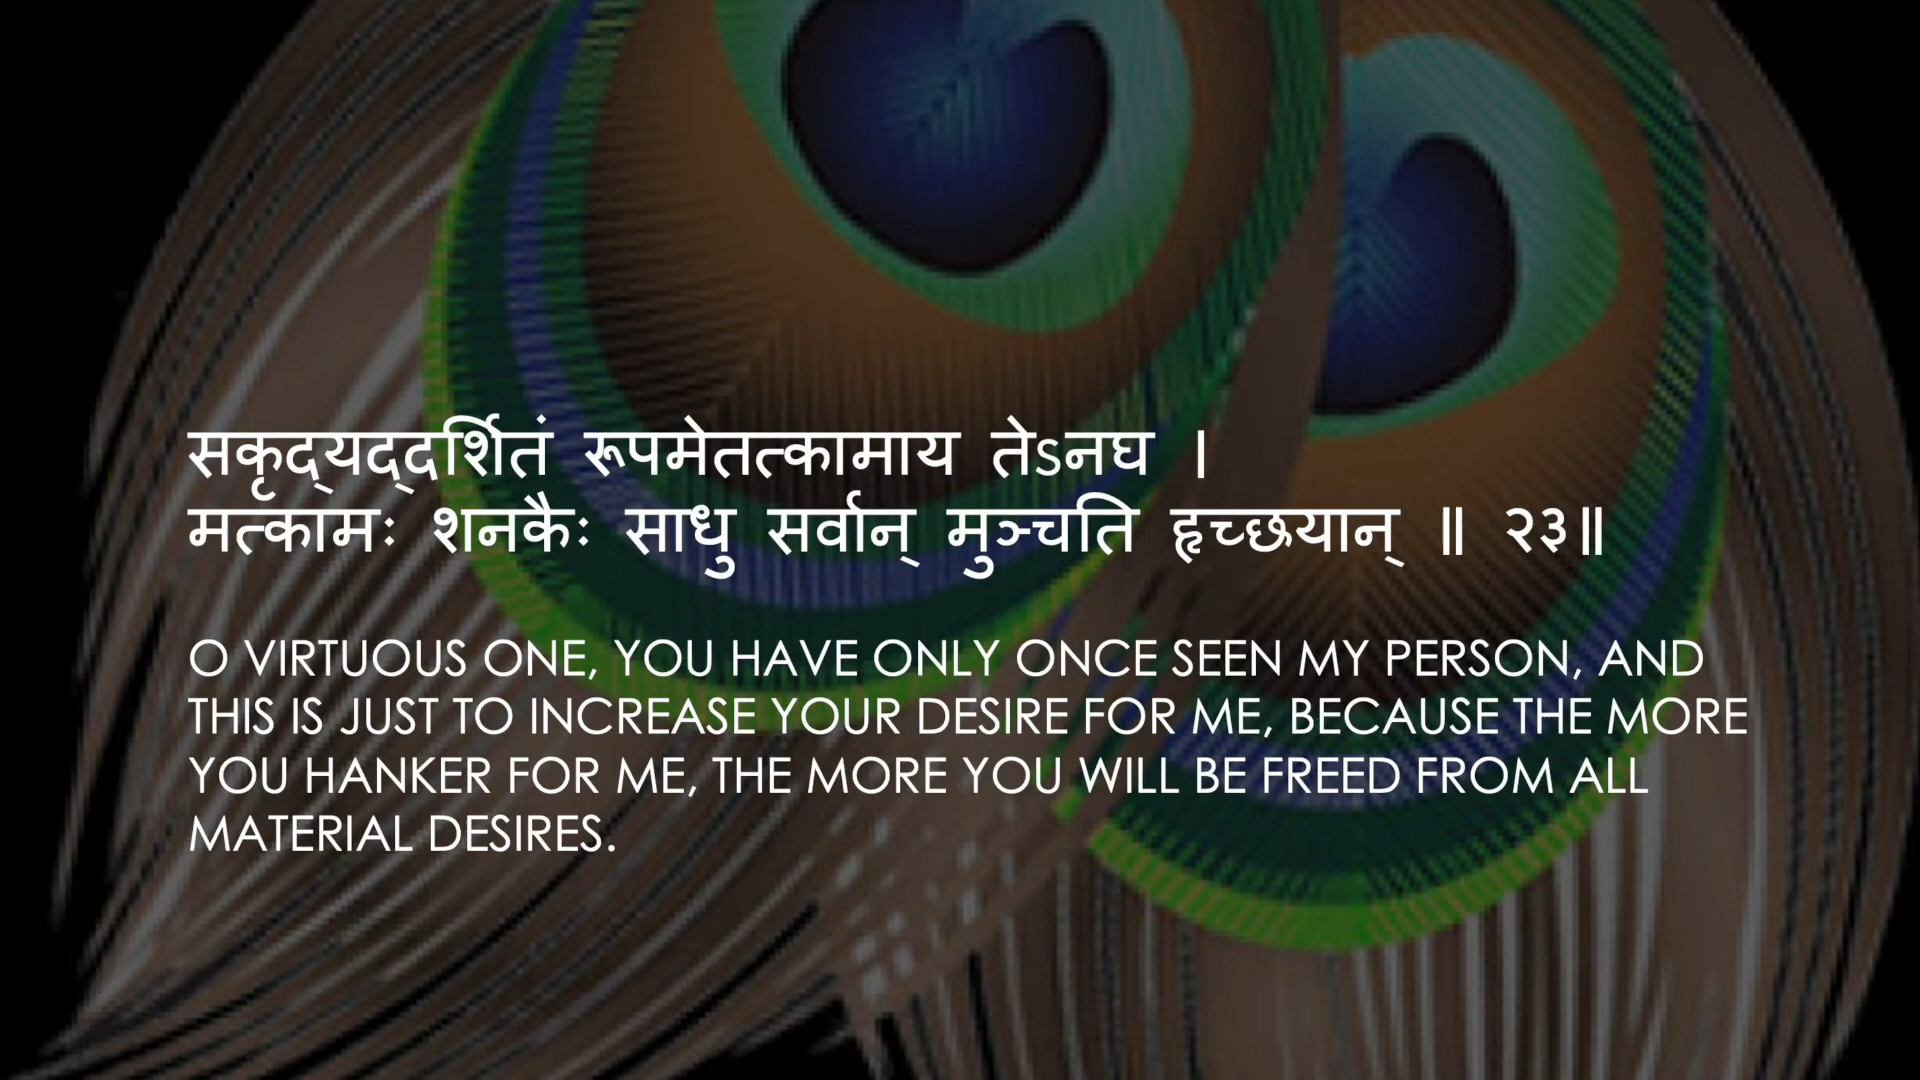 सकृद्यद्दर्शितं रूपमेतत्कामाय तेऽनघ ।
मत्कामः शनकैः साधु सर्वान् मुञ्चति हृच्छयान् ॥ २३॥
O VIRTUOUS ONE, YOU HAVE ONLY ONCE SEEN MY PERSON, AND
THIS IS JUST TO INCREASE YOUR DESIRE FOR ME, BECAUSE THE MORE
YOU HANKER FOR ME, THE MORE YOU WILL BE FREED FROM ALL
MATERIAL DESIRES.